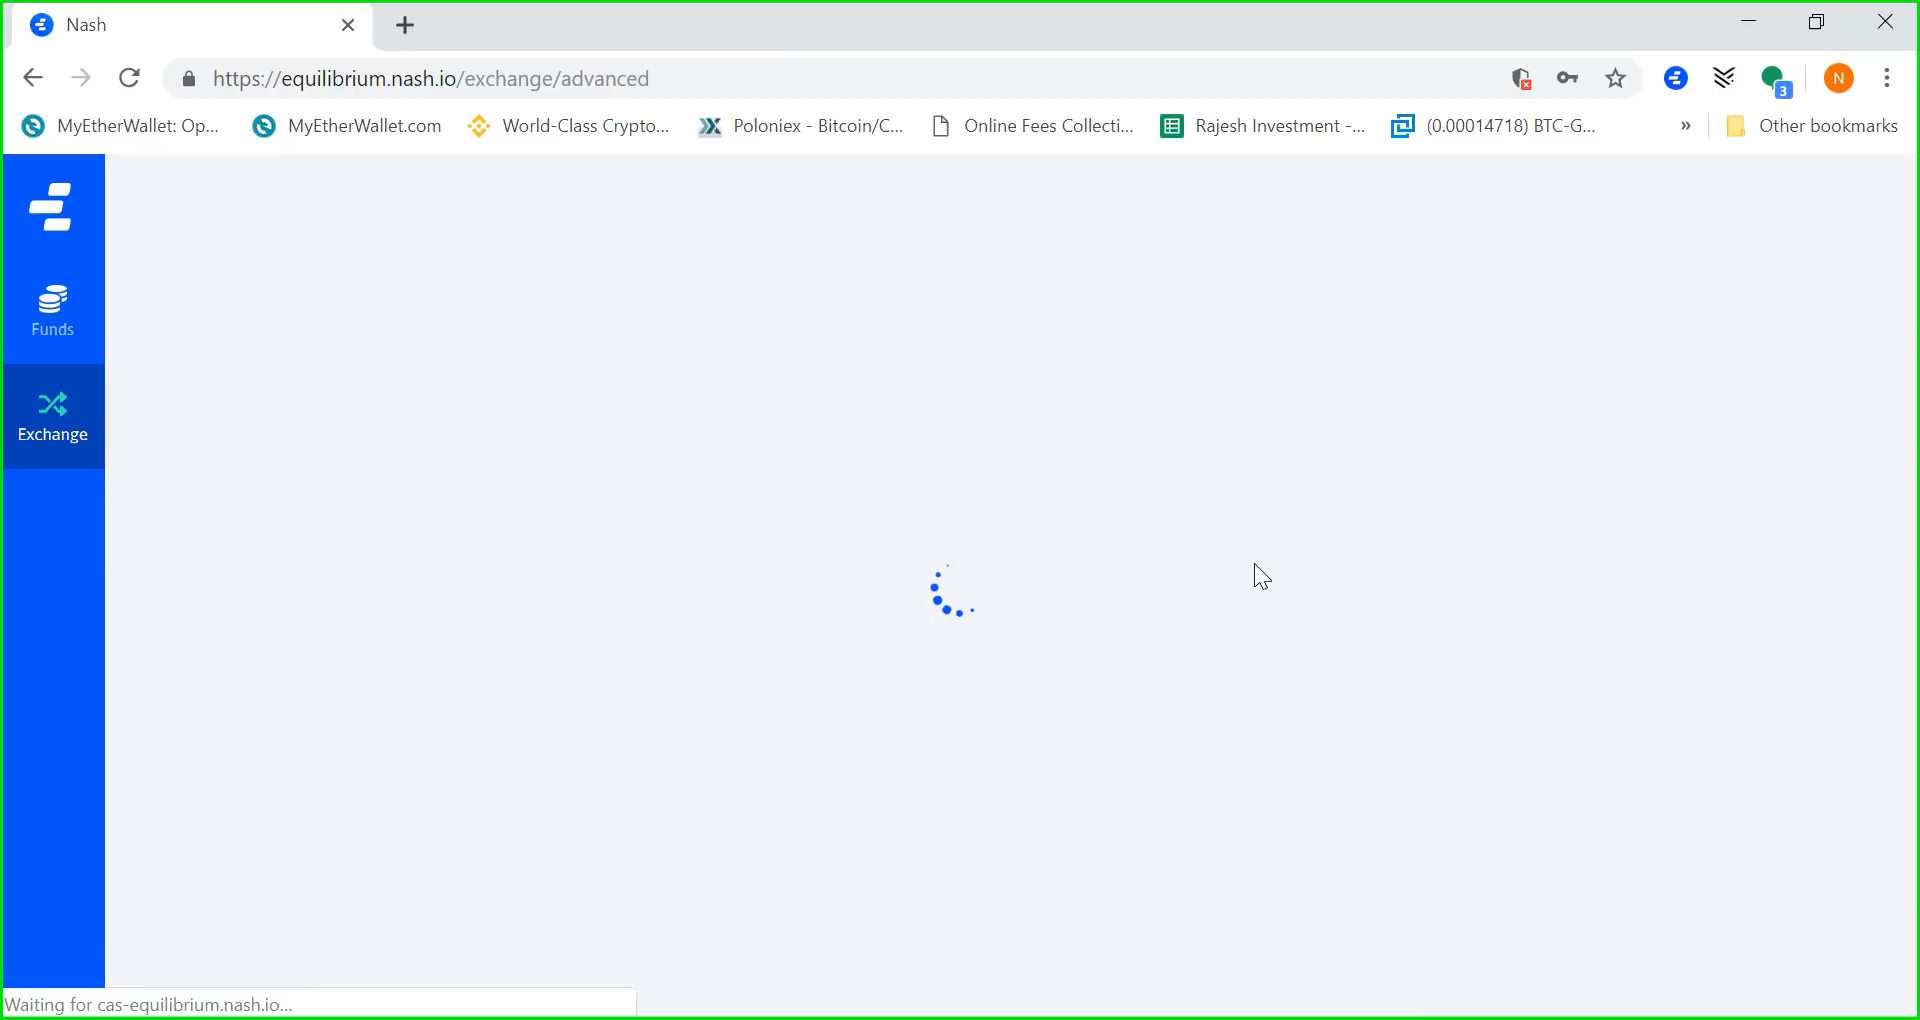 Nash
https://equilibrium.nash.io/exchange/advanced
N
3
MyEtherWallet: Op...
MyEtherWallet.com
World-Class Crypto...
Poloniex - Bitcoin/C...
Online Fees Collecti...
Rajesh Investment -...
(0.00014718) BTC-G...
»
Other bookmarks
Funds
Exchange
Waiting for cas-equilibrium.nash.io...